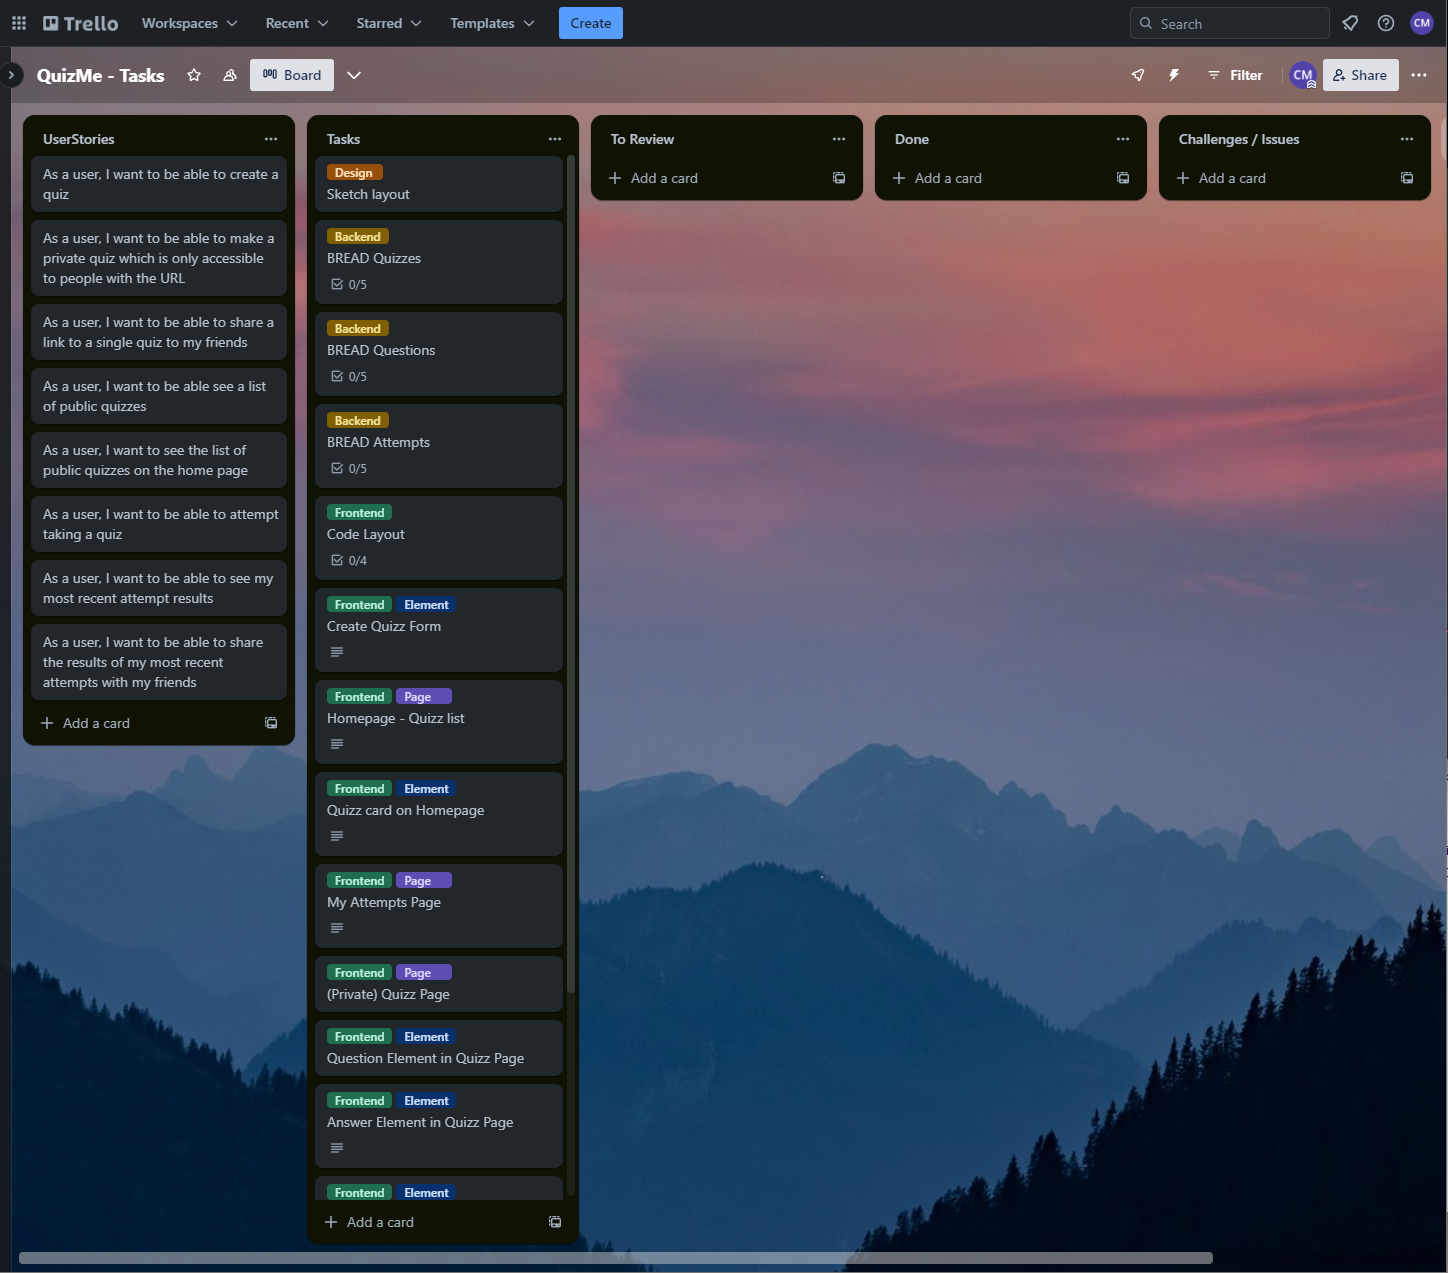 Trello
Workspaces
Recent
Starred
Templates
Create
Search
CM
QuizMe - Tasks
Board
Filter
CM
Share
UserStories
As a user, I want to be able to create a
quiz
As a user, I want to be able to make a
private quiz which is only accessible
to people with the URL
As a user, I want to be able to share a
link to a single quiz to my friends
As a user, I want to be able see a list
of public quizzes
As a user, I want to see the list of
public quizzes on the home page
As a user, I want to be able to attempt
taking a quiz
As a user, I want to be able to see my
most recent attempt results
As a user, I want to be able to share
the results of my most recent
attempts with my friends
Add a card
Tasks
Design
Sketch layout
Backend
BREAD Quizzes
0/5
Backend
BREAD Questions
0/5
Backend
BREAD Attempts
0/5
Frontend
Code Layout
0/4
Frontend Element
Create Quizz Form
Frontend Page
Homepage - Quizz list
Frontend Element
Quizz card on Homepage
Frontend Page
My Attempts Page
Frontend Page
(Private) Quizz Page
Frontend Element
Question Element in Quizz Page
Frontend Element
Answer Element in Quizz Page
Frontend Element
Add a card
To Review
Add a card
Done
Add a card
Challenges / Issues
Add a card